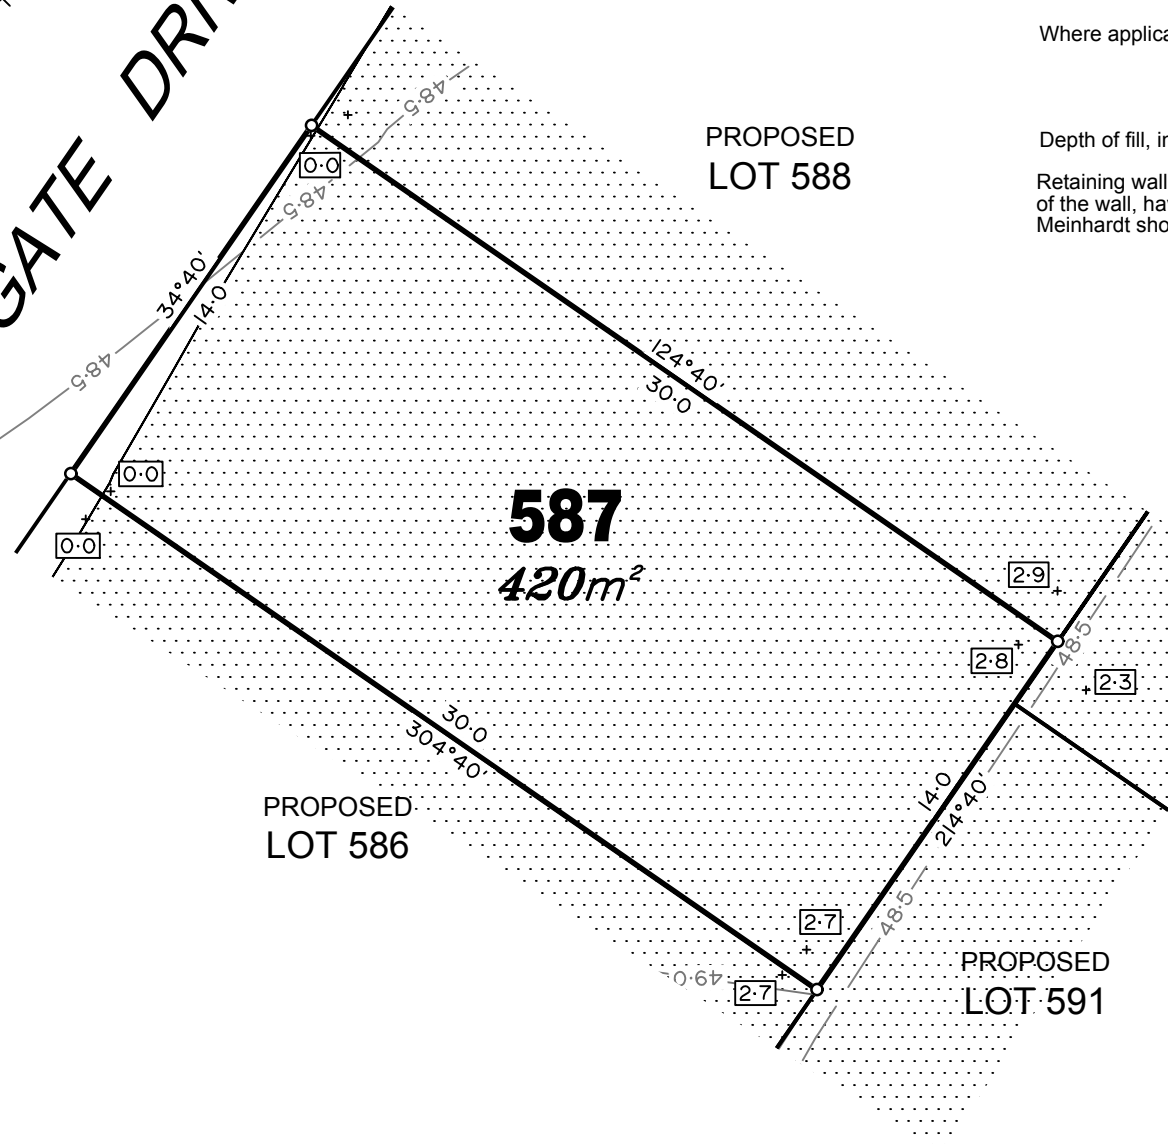 GATE DRIV
Where applica
48.5
PROPOSED
LOT 588
Depth of fill, in
Retaining wall
of the wall, hav
Meinhardt sho
0·0
48.5
34°40'
14·0
48.5
124°40'
30·0
0·0
0·0
587
420m²
2·9
48.5
2·8
2·3
30·0
304°40'
PROPOSED
LOT 586
14·0
214°40'
48.5
2·7
49·0
2·7
PROPOSED
LOT 591